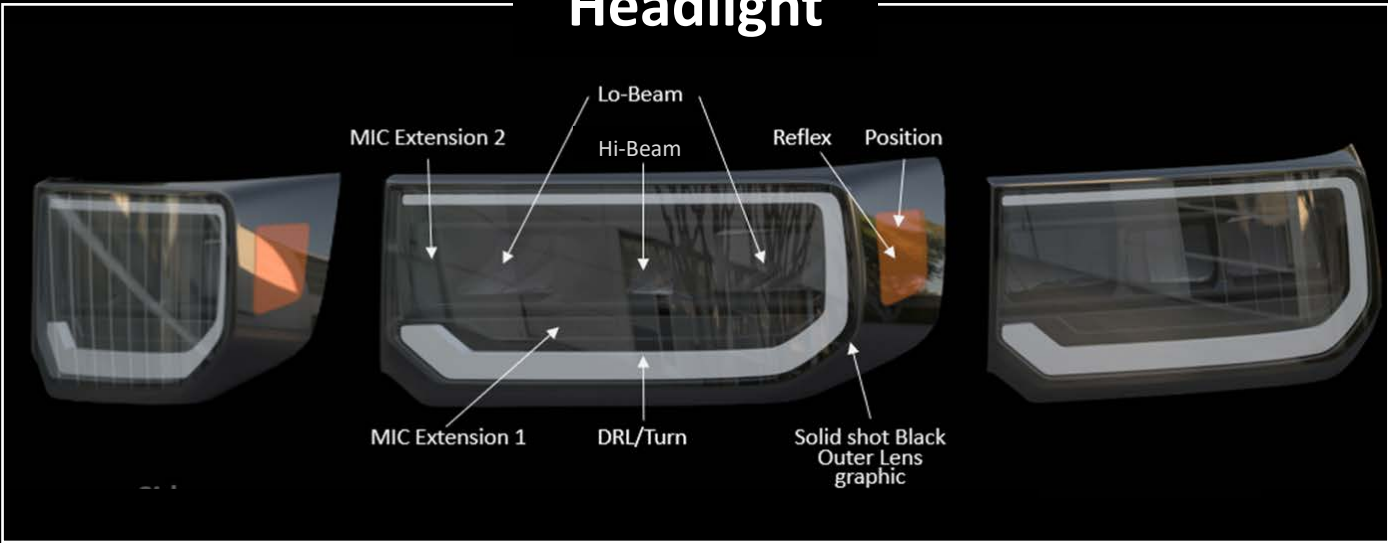 Headlight
Lo-Beam
MIC Extension 2
Hi-Beam
Reflex
Position
MIC Extension 1
DRL/Turn
Solid shot Black
Outer Lens
graphic